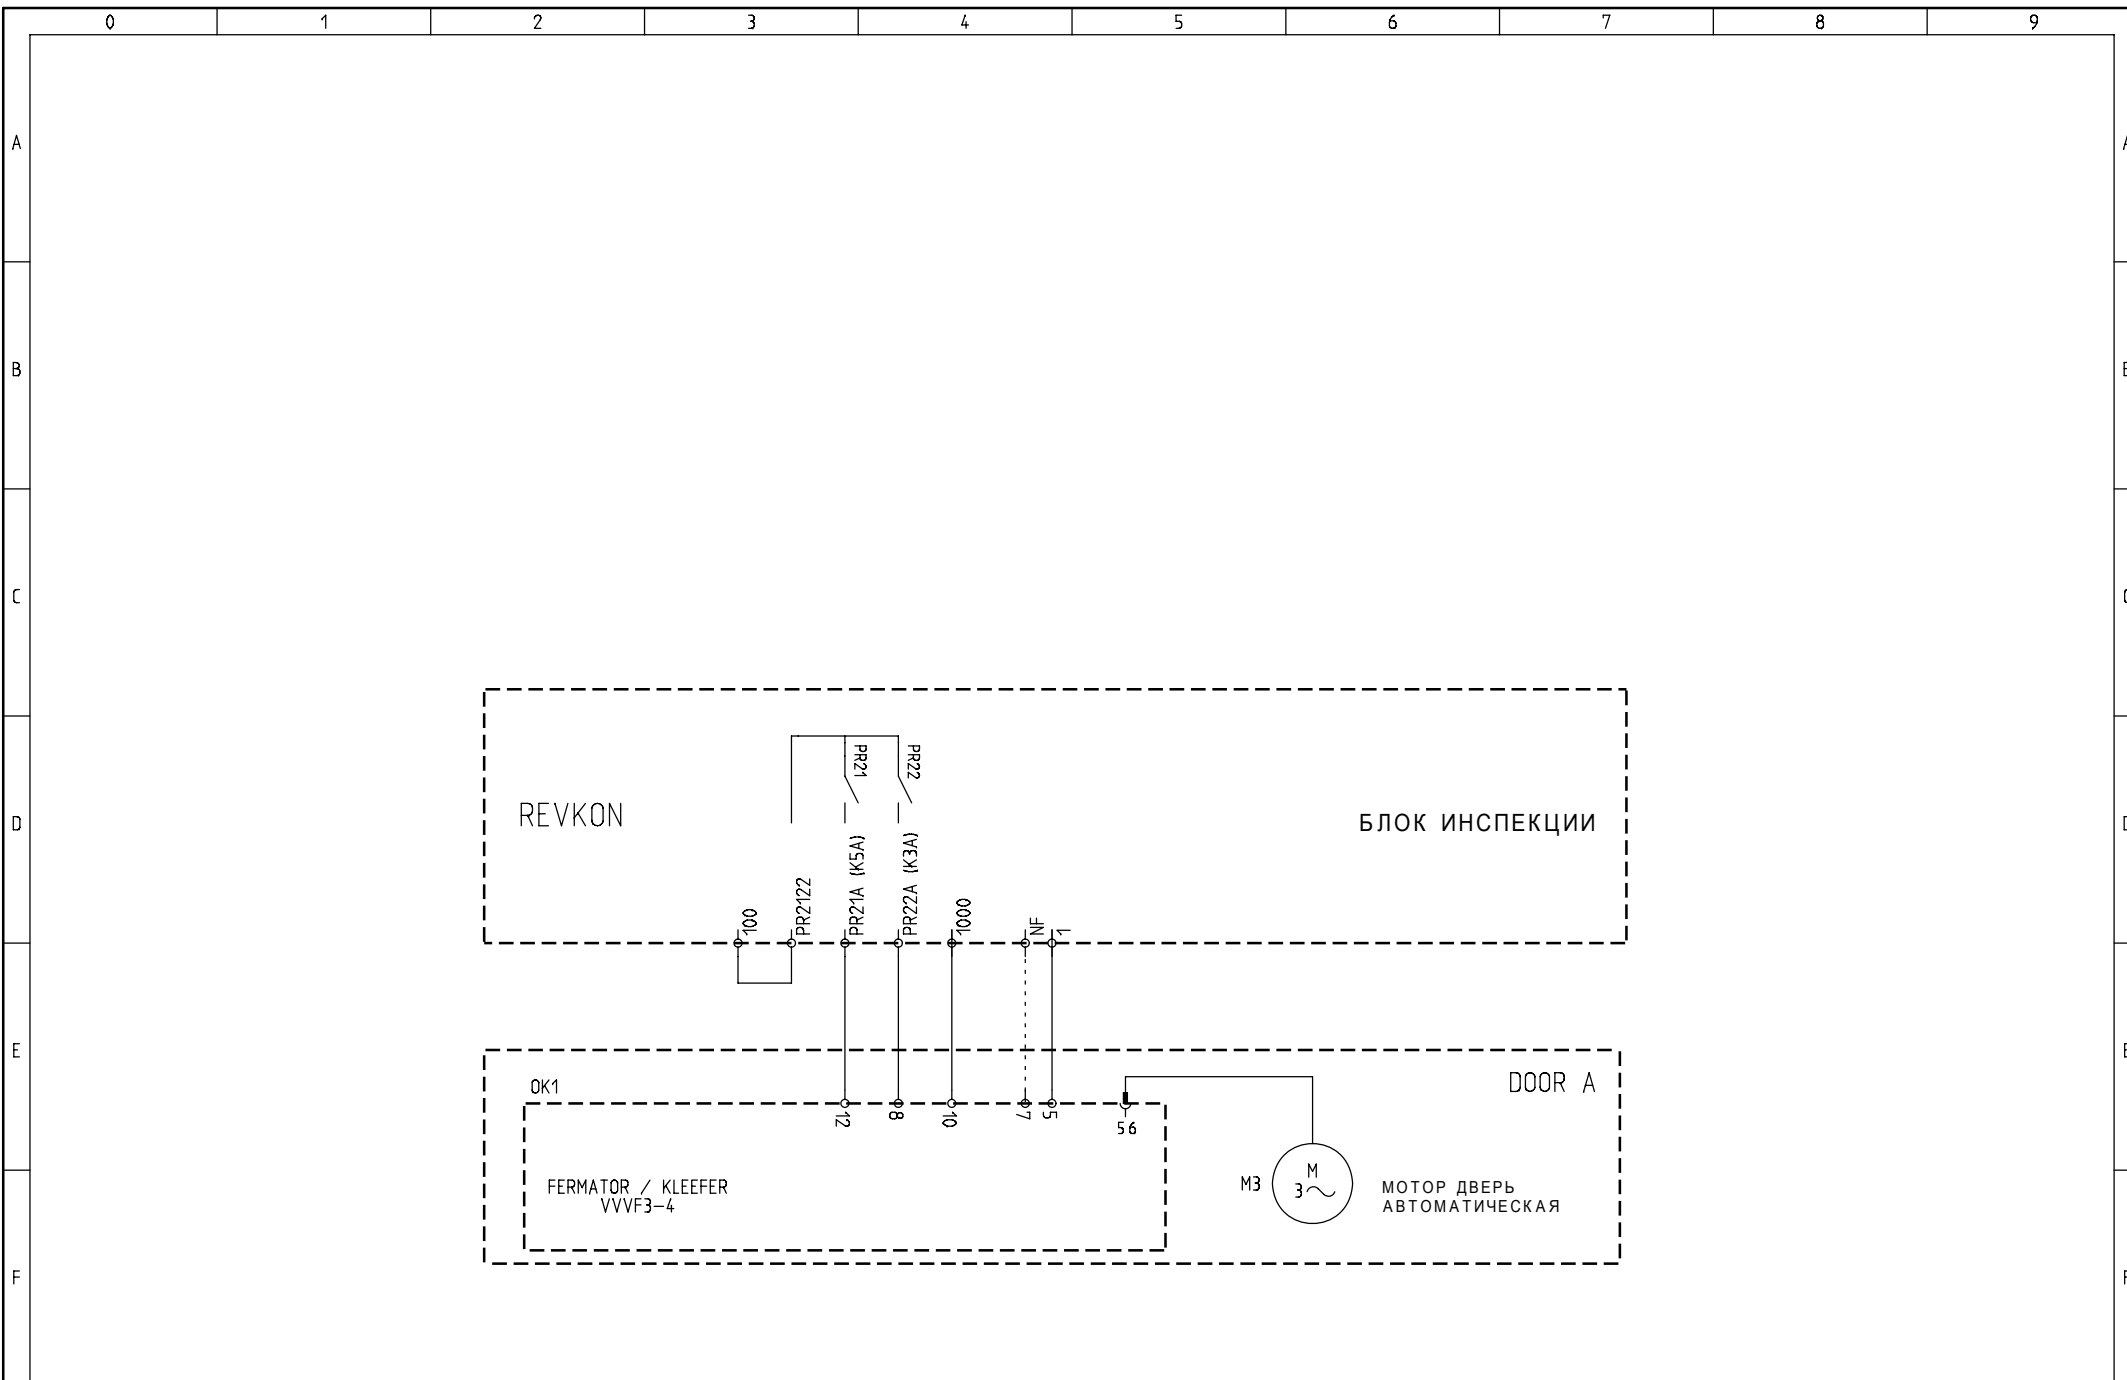 0 1 2 3 4 5 6 7 8 9
A A
B
C
PR21 PR22
REVKON
БЛОК ИНСПЕКЦИИ
D
100 PR2122 PR21A (K5A) PR22A (K3A) 1000 NF 1
E
OK1
DOOR A
12 8 10 7 5 56
FERMATOR / KLEEFER
VVVF3-4
M3
M
3~
МОТОР ДВЕРЬ
АВТОМАТИЧЕСКАЯ
F